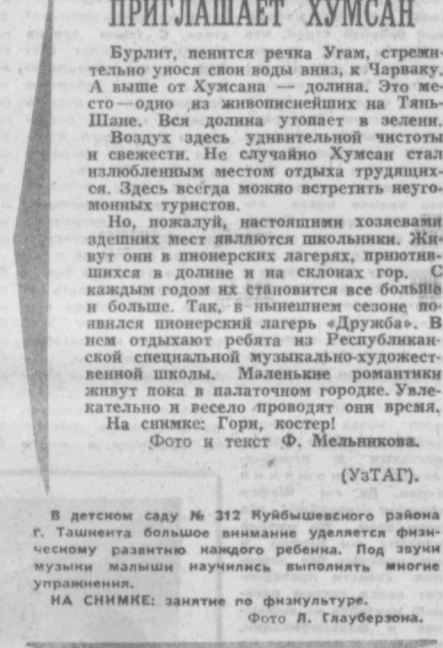 ПРИГЛАШАЕТ ХУМСАН
Бурлит, пенится речка Угам, стреми-
тельно унося свои воды вниз, к Чарваку.
А выше от Хумсана — долина. Это ме-
сто — одно из живописнейших на Тянь-
Шане. Вся долина утопает в зелени.
Воздух здесь удивительной чистоты
и свежести. Не случайно Хумсан стал
излюбленным местом отдыха трудящих-
ся. Здесь всегда можно встретить неуго-
монных туристов.
Но, пожалуй, настоящими хозяевами
здешних мест являются школьники. Жи-
вут они в пионерских лагерях, приютив-
шихся в долине и на склонах гор. С
каждым годом их становится все больше
и больше. Так, в нынешнем сезоне по-
явился пионерский лагерь «Дружба». В
нем отдыхают ребята из Республикан-
ской специальной музыкально-художест-
венной школы. Маленькие романтики
живут пока в палаточном городке. Увле-
кательно и весело проводят они время.
На снимке: Гори, костер!
Фото и текст Ф. Мельникова.
(УзТАГ).
В детском саду № 312 Куйбышевского района
г. Ташкента большое внимание уделяется физи-
ческому развитию каждого ребенка. Под звуки
музыки малыши научились выполнять многие
упражнения.
НА СНИМКЕ: занятие по физкультуре.
Фото Л. Глауберзона.